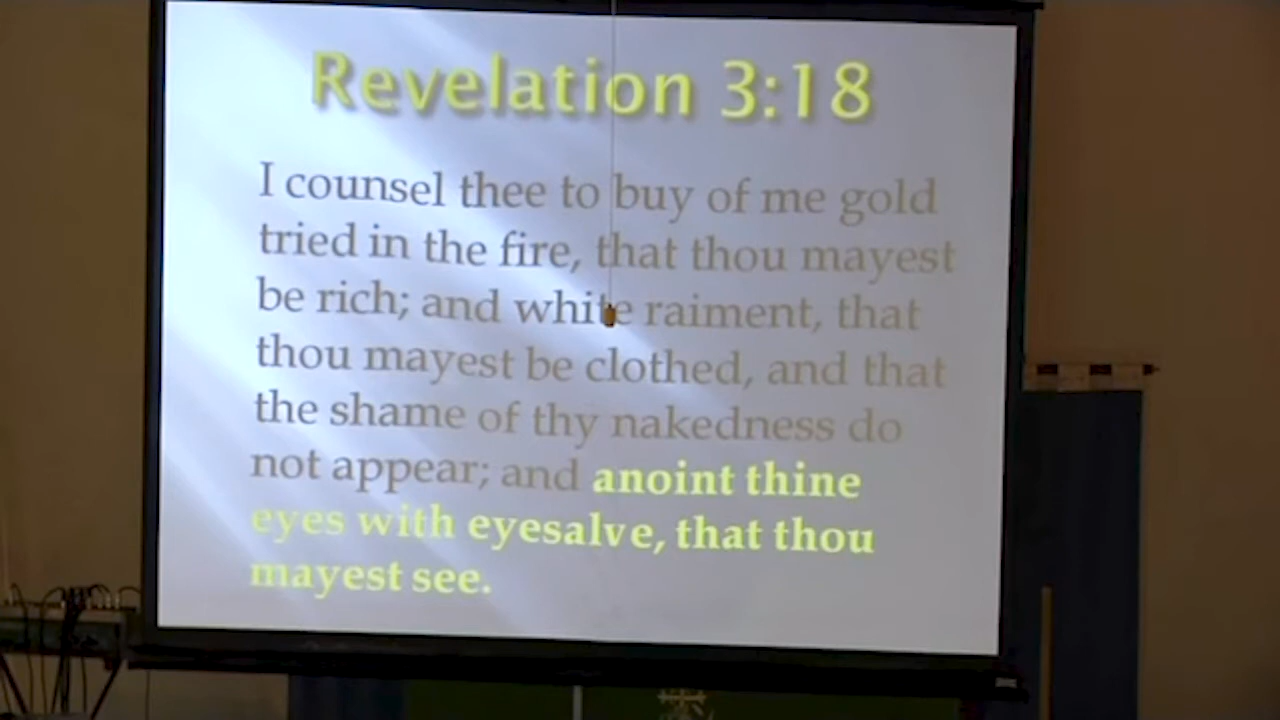 Revelation 3:18
I counsel thee to buy of me gold
tried in the fire, that thou mayest
be rich; and white raiment, that
thou mayest be clothed, and that
the shame of thy nakedness do
not appear; and anoint thine
eyes with eyesalve, that thou
mayest see.